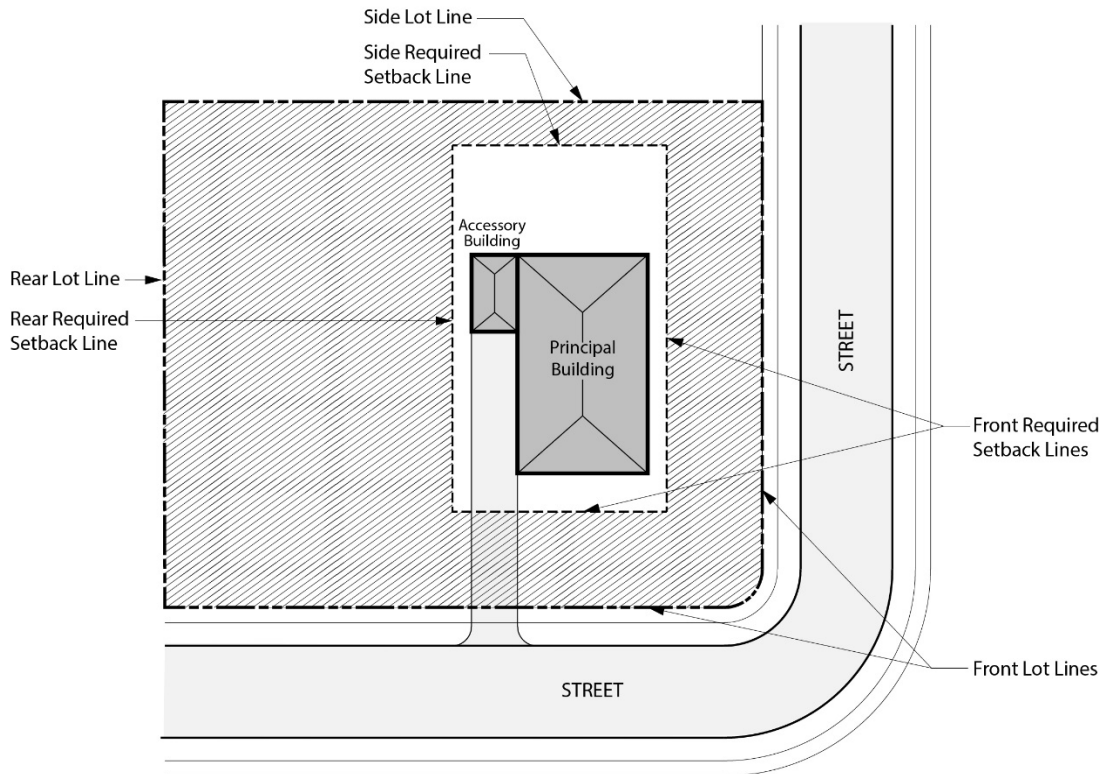 Side Lot Line
Side Required
Setback Line
Accessory
Building
Rear Lot Line
Rear Required
Setback Line
Principal
Building
STREET
Front Required
Setback Lines
Front Lot Lines
STREET